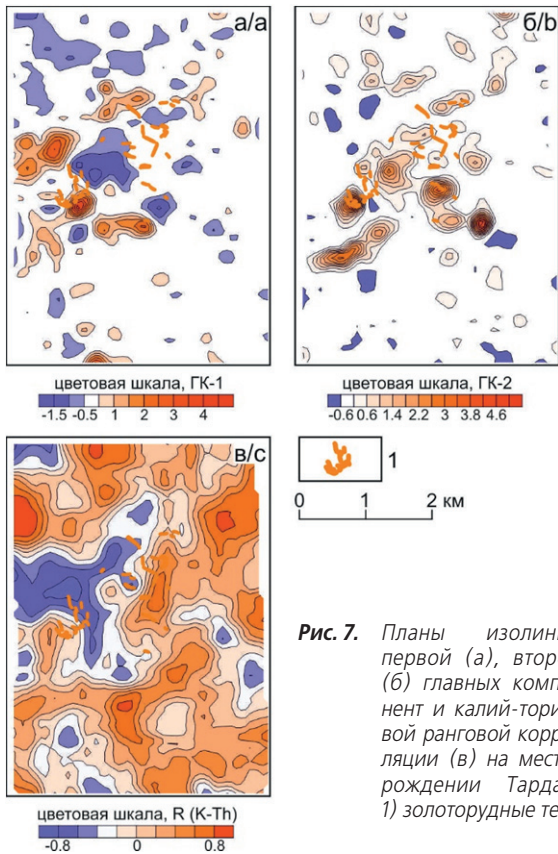 а/a
б/b
цветовая шкала, ГК-1
-1.5 -0.5 1 2 3 4
цветовая шкала, ГК-2
-0.6 0.6 1.4 2.2 3 3.8 4.6
в/c
1
0 1 2 км
цветовая шкала, R (K-Th)
-0.8 0 0.8
Рис. 7. Планы изолин
первой (а), втор
(б) главных комп
нент и калий-тори
вой ранговой корр
ляции (в) на мест
рождении Тарда
1) золоторудные те